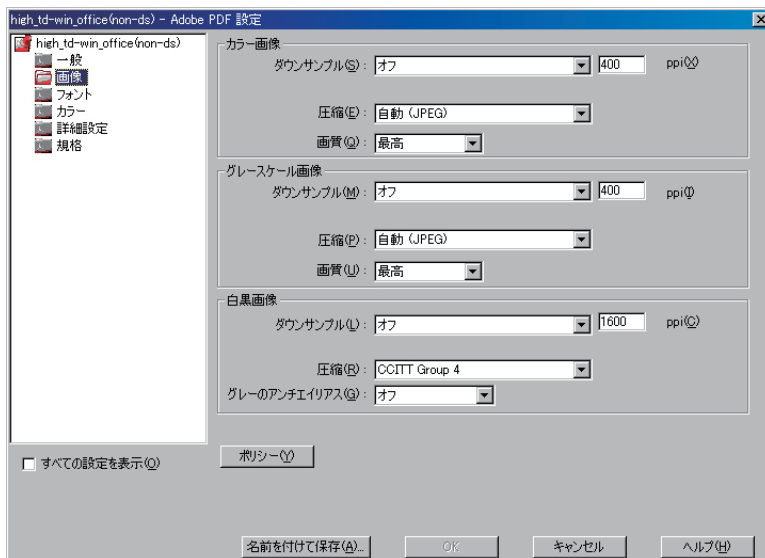 high_td-win_office(non-ds) - Adobe PDF 設定
high_td-win_office(non-ds)
一般
画像
フォント
カラー
詳細設定
規格
すべての設定を表示(O)
カラー画像
ダウンサンプル(S): オフ 400 ppi(X)
圧縮(E): 自動 (JPEG)
画質(Q): 最高
グレースケール画像
ダウンサンプル(M): オフ 400 ppi(I)
圧縮(P): 自動 (JPEG)
画質(U): 最高
白黒画像
ダウンサンプル(L): オフ 1600 ppi(C)
圧縮(R): CCITT Group 4
グレーのアンチエイリアス(G): オフ
ポリシー(Y)
名前を付けて保存(A)... OK キャンセル ヘルプ(H)